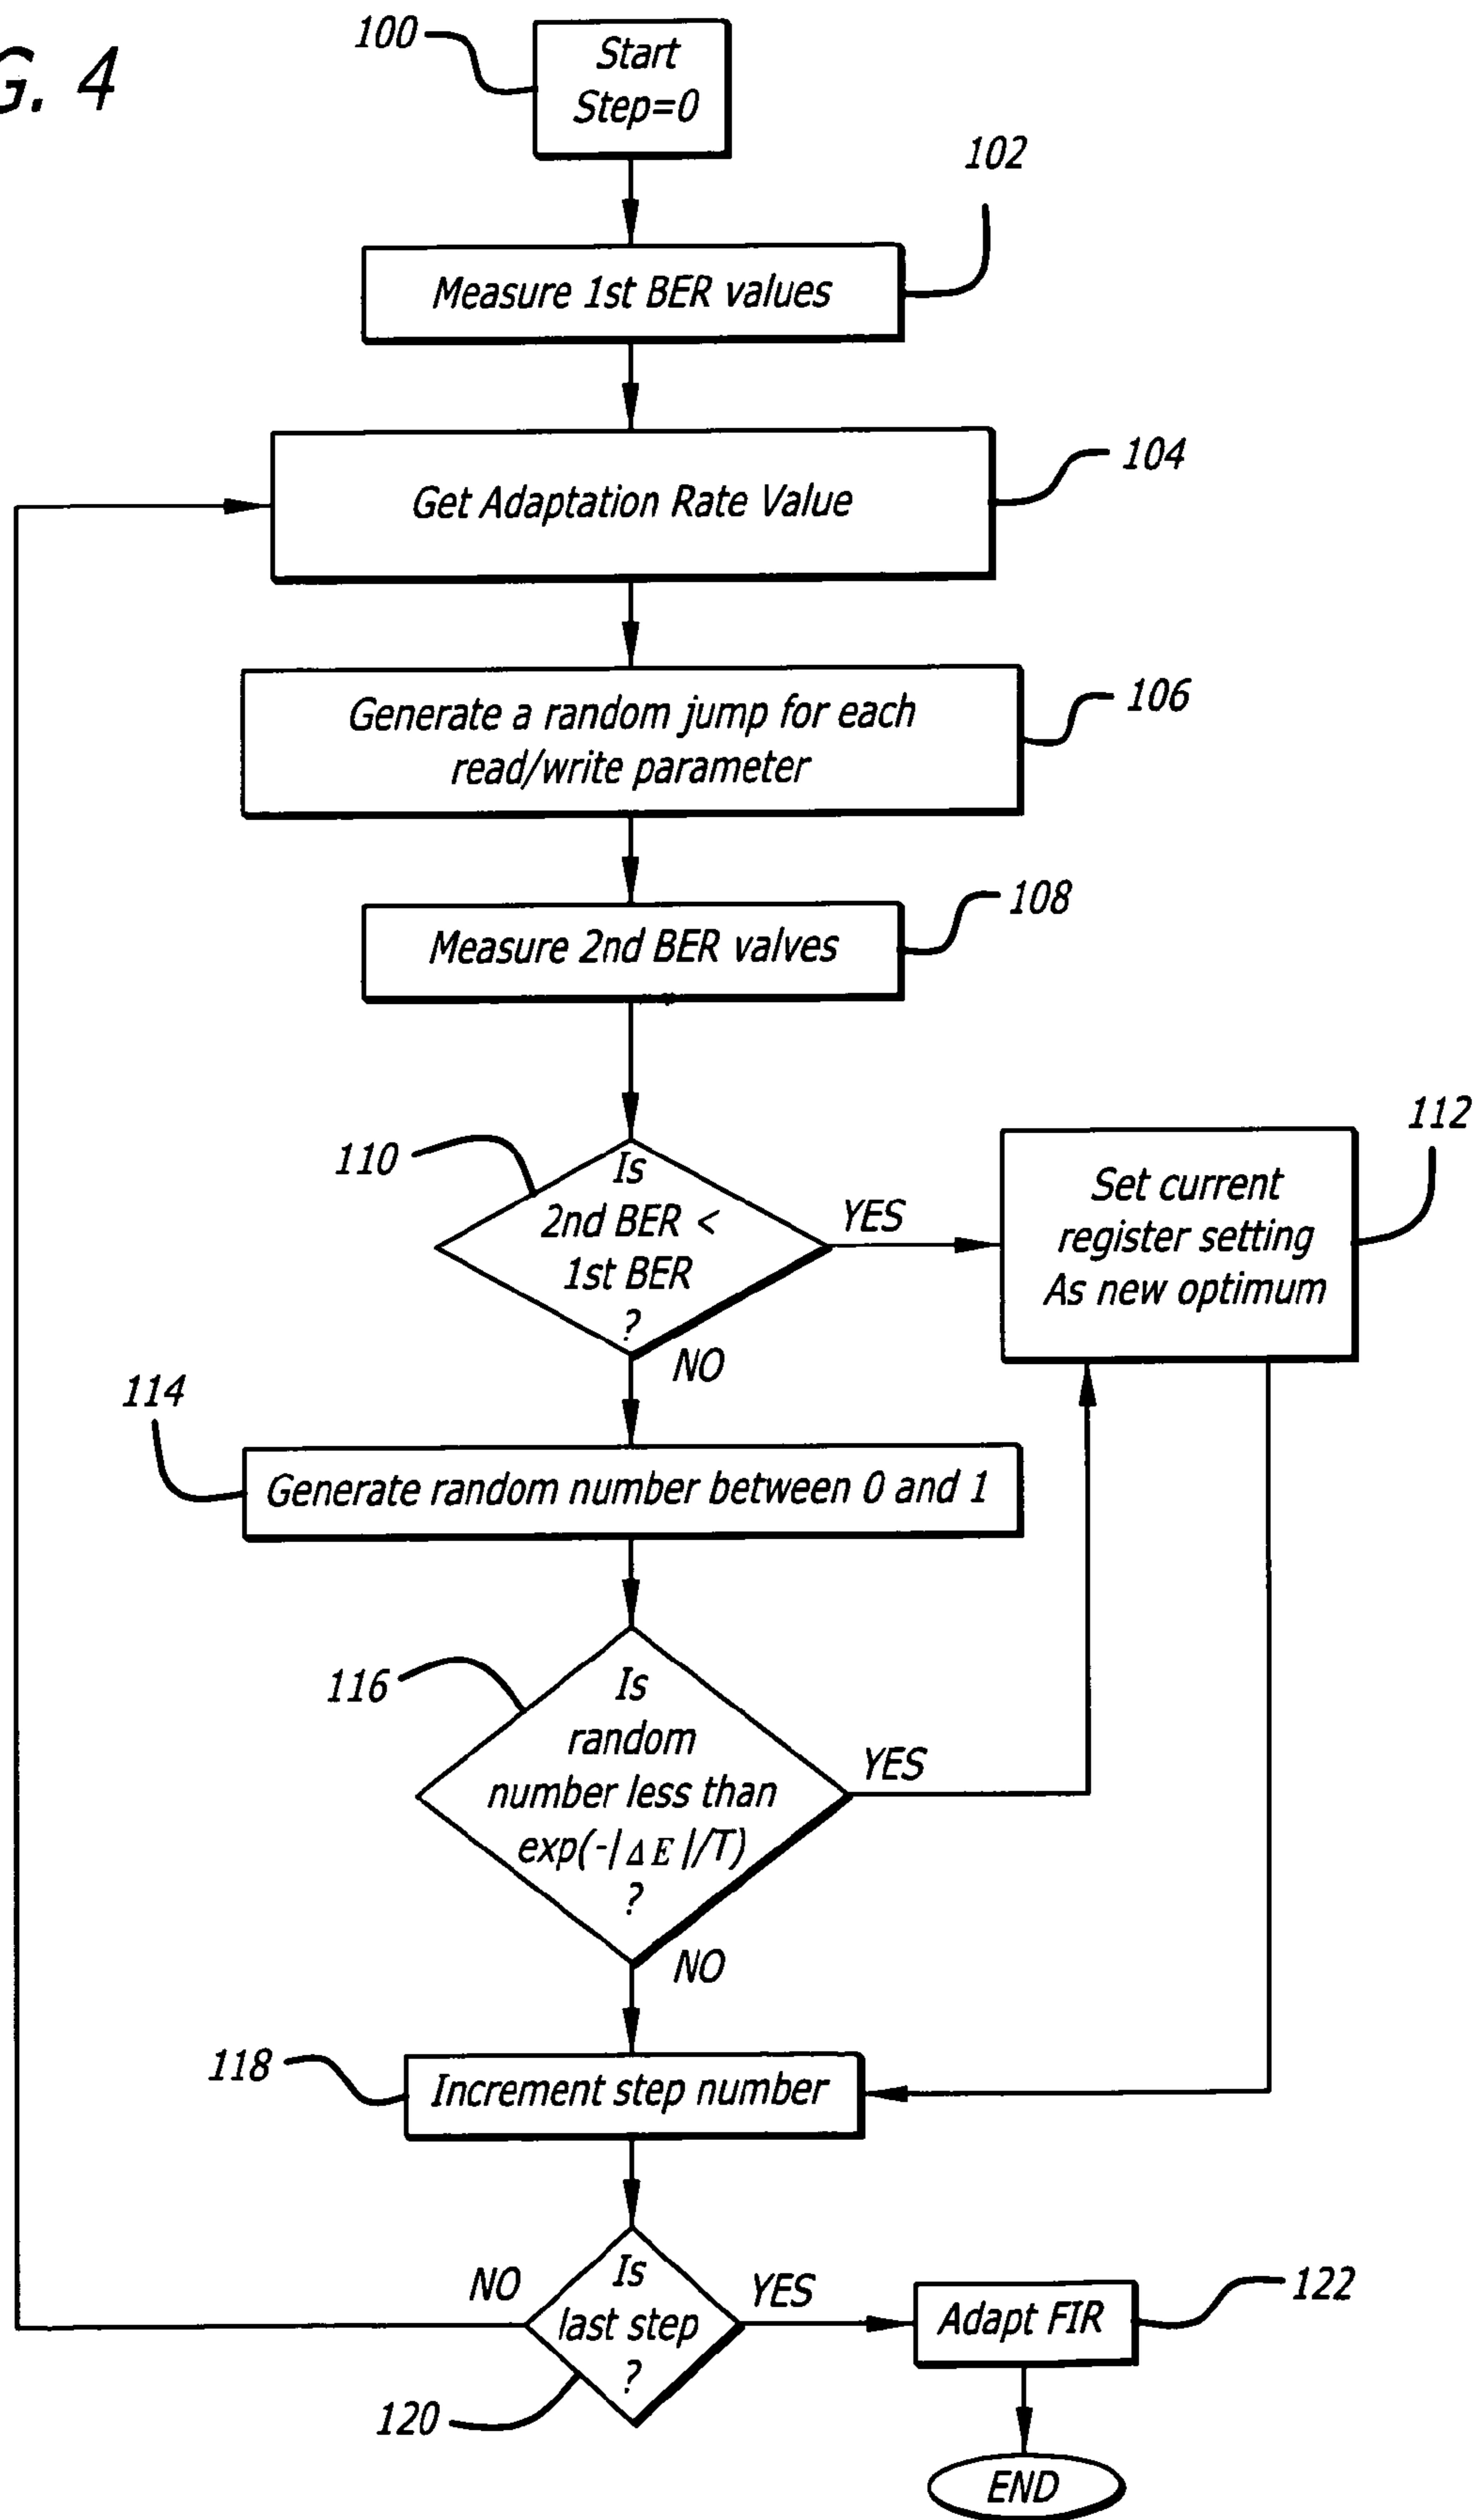 G. 4
100
Start
Step=0
102
Measure 1st BER values
104
Get Adaptation Rate Value
106
Generate a random jump for each
read/write parameter
108
Measure 2nd BER valves
110
Is
2nd BER <
1st BER
?
YES
NO
112
Set current
register setting
As new optimum
114
Generate random number between 0 and 1
116
Is
random
number less than
exp(-|ΔE|/T)
?
YES
NO
118
Increment step number
NO
Is
last step
?
YES
120
Adapt FIR
122
END